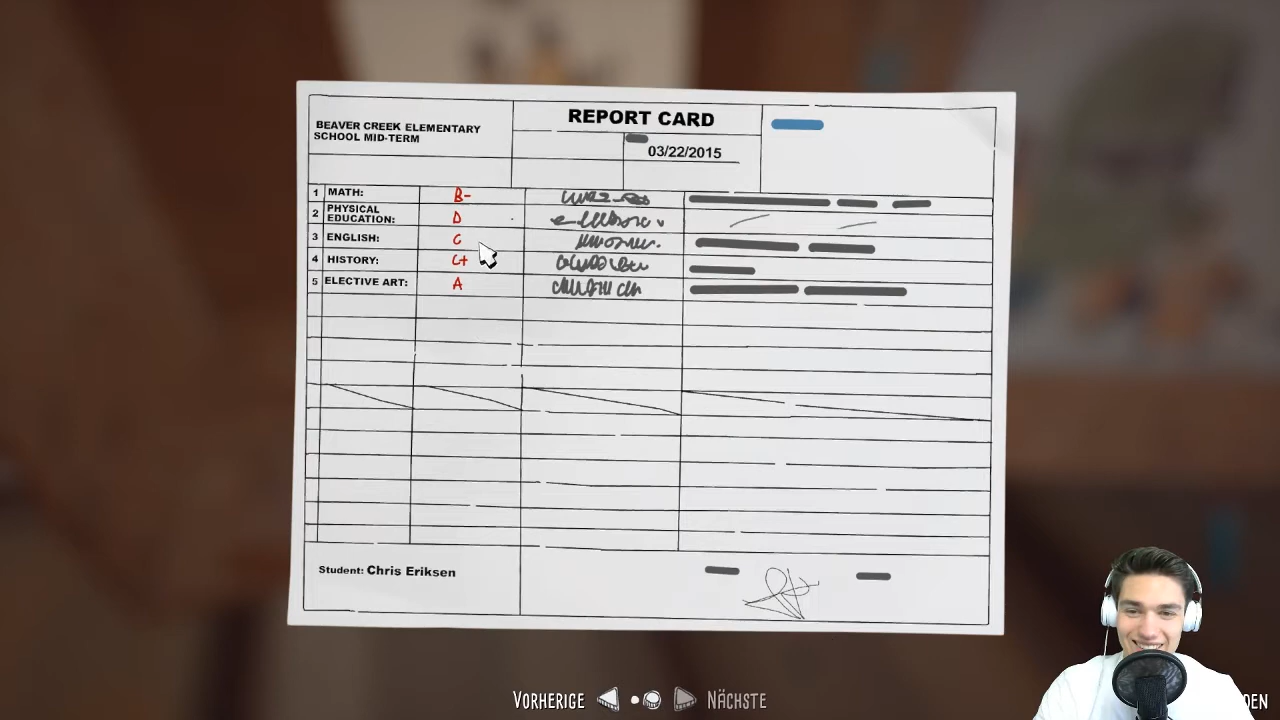 BEAVER CREEK ELEMENTARY
SCHOOL MID-TERM
REPORT CARD
03/22/2015
1 MATH: B-
2 PHYSICAL
EDUCATION: D
3 ENGLISH: C
4 HISTORY: C+
5 ELECTIVE ART: A
Student: Chris Eriksen
VORHERIGE NÄCHSTE
DEN